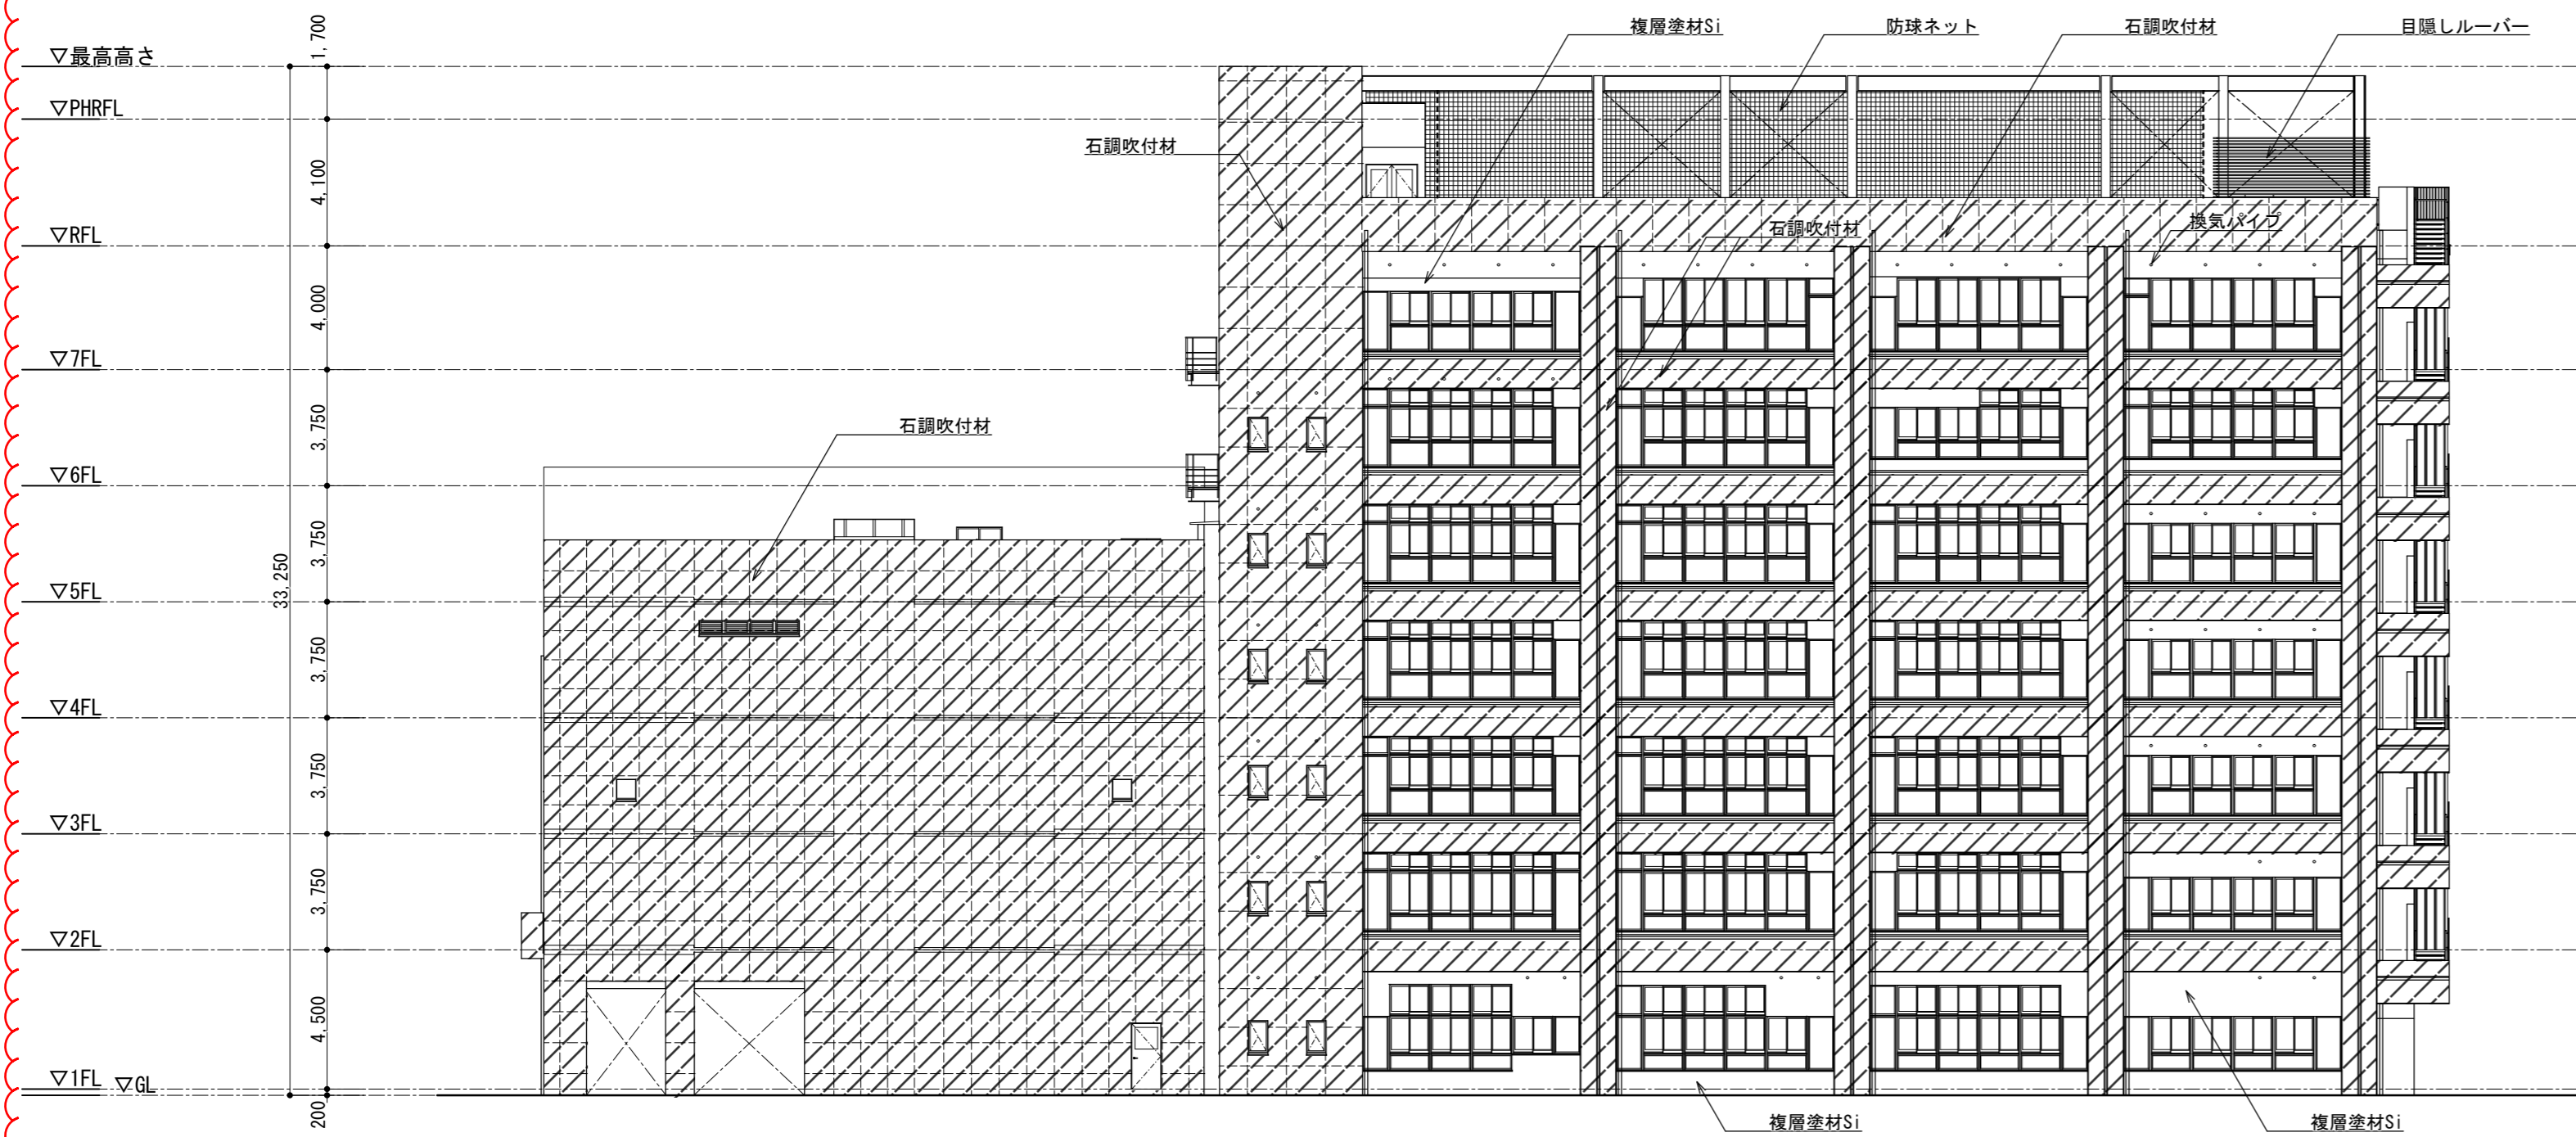 複層塗材Si
防球ネット
石調吹付材
目隠しルーバー
▽最高高さ
1,700
▽PHRFL
石調吹付材
4,100
▽RFL
石調吹付材
換気パイプ
4,000
▽7FL
3,750
石調吹付材
▽6FL
3,750
33,250
▽5FL
3,750
▽4FL
3,750
▽3FL
3,750
▽2FL
4,500
▽1FL
▽GL
200
複層塗材Si
複層塗材Si